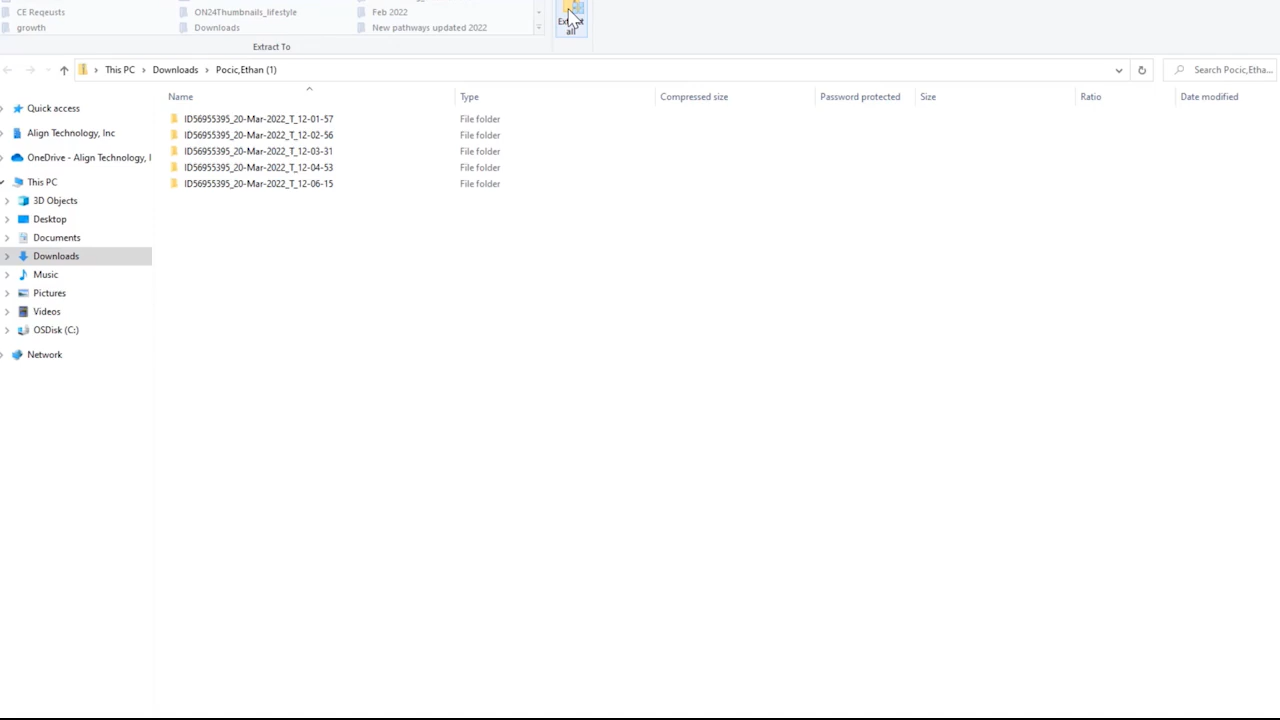 CE Reqeusts
ON24Thumbnails_lifestyle
Feb 2022
growth
Downloads
New pathways updated 2022
all
Extract To
This PC
Downloads
Pocic,Ethan (1)
Search Pocic,Etha...
Name
Type
Compressed size
Password protected
Size
Ratio
Date modified
Quick access
Align Technology, Inc
OneDrive - Align Technology, I
This PC
3D Objects
Desktop
Documents
Downloads
Music
Pictures
Videos
OSDisk (C:)
Network
ID56955395_20-Mar-2022_T_12-01-57
File folder
ID56955395_20-Mar-2022_T_12-02-56
File folder
ID56955395_20-Mar-2022_T_12-03-31
File folder
ID56955395_20-Mar-2022_T_12-04-53
File folder
ID56955395_20-Mar-2022_T_12-06-15
File folder